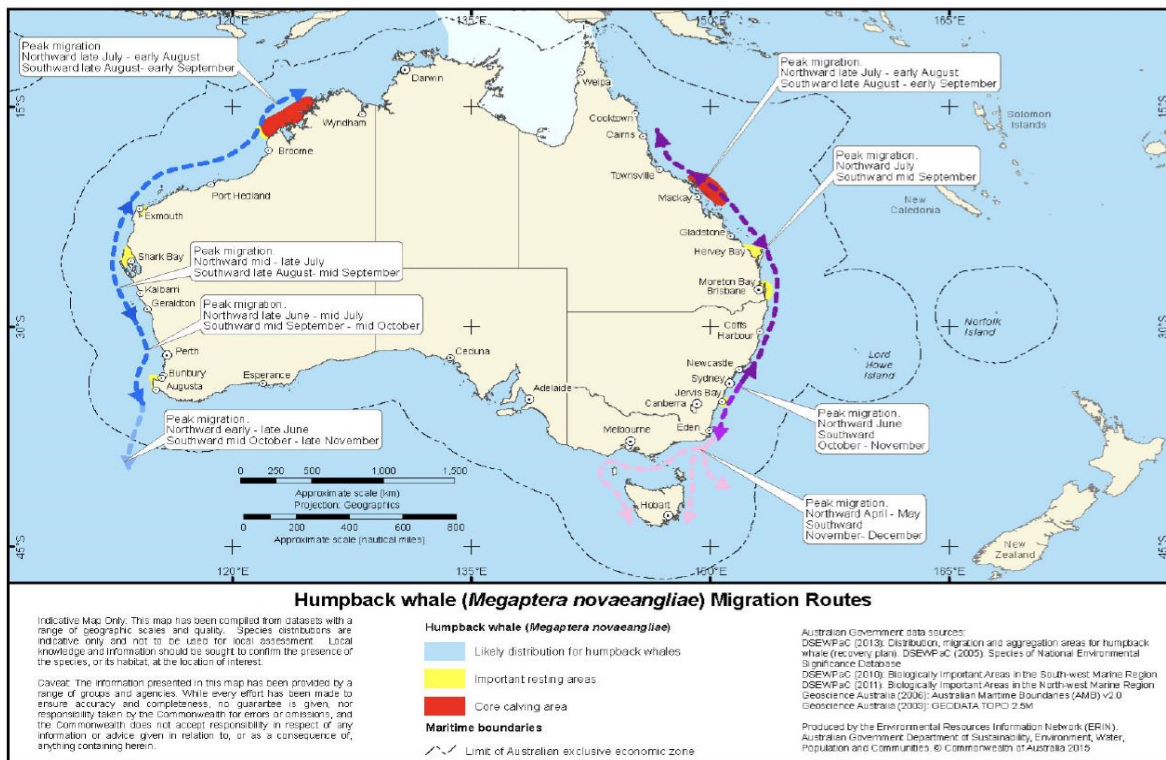 120°E
135°E
150°E
165°E
Peak migration.
Northward late July - early August
Southward late August- early September
Peak migration.
Northward late July - early August
Southward late August - early September
Darwin
Weipa
15°S
15°S
Wyndham
Cooktown
Cairns
Solomon
Islands
Broome
Townsville
Peak migration.
Northward July
Southward mid September
Port Hedland
Mackay
New
Caledonia
Exmouth
Gladstone
Hervey Bay
Shark Bay
Peak migration.
Northward mid - late July
Southward late August- mid September
Kalbarri
Geraldton
Moreton Bay
Brisbane
Peak migration.
Northward late June - mid July
Southward mid September - mid October
30°S
30°S
Coffs
Harbour
Norfolk
Island
Perth
Ceduna
Newcastle
Lord
Howe
Island
Bunbury
Augusta
Esperance
Adelaide
Sydney
Jervis Bay
Canberra
Peak migration.
Northward June
Southward
October - November
Peak migration.
Northward early - late June
Southward mid October - late November
Melbourne
Eden
0 250 500 1,000 1,500
Approximate scale (km)
Projection: Geographics
0 200 400 600 800
Approximate scale (nautical miles)
Hobart
Peak migration.
Northward April - May
Southward
November- December
45°S
45°S
New
Zealand
120°E
135°E
150°E
165°E
Humpback whale (Megaptera novaeangliae) Migration Routes
Indicative Map Only: This map has been compiled from datasets with a
range of geographic scales and quality. Species distributions are
indicative only and not to be used for local assessment. Local
knowledge and information should be sought to confirm the presence of
the species, or its habitat, at the location of interest.
Caveat: The information presented in this map has been provided by a
range of groups and agencies. While every effort has been made to
ensure accuracy and completeness, no guarantee is given, nor
responsibility taken by the Commonwealth for errors or omissions, and
the Commonwealth does not accept responsibility in respect of any
information or advice given in relation to, or as a consequence of,
anything containing herein.
Humpback whale (Megaptera novaeangliae)
Likely distribution for humpback whales
Important resting areas
Core calving area
Maritime boundaries
Limit of Australian exclusive economic zone
Australian Government data sources:
DSEWPaC (2013): Distribution, migration and aggregation areas for humpback
whale (recovery plan). DSEWPaC (2005): Species of National Environmental
Significance Database
DSEWPaC (2010): Biologically Important Areas in the South-west Marine Region
DSEWPaC (2011): Biologically Important Areas in the North-west Marine Region
Geoscience Australia (2006): Australian Maritime Boundaries (AMB) v2.0
Geoscience Australia (2003): GEODATA TOPO 2.5M
Produced by the Environmental Resources Information Network (ERIN).
Australian Government Department of Sustainability, Environment, Water,
Population and Communities. © Commonwealth of Australia 2015